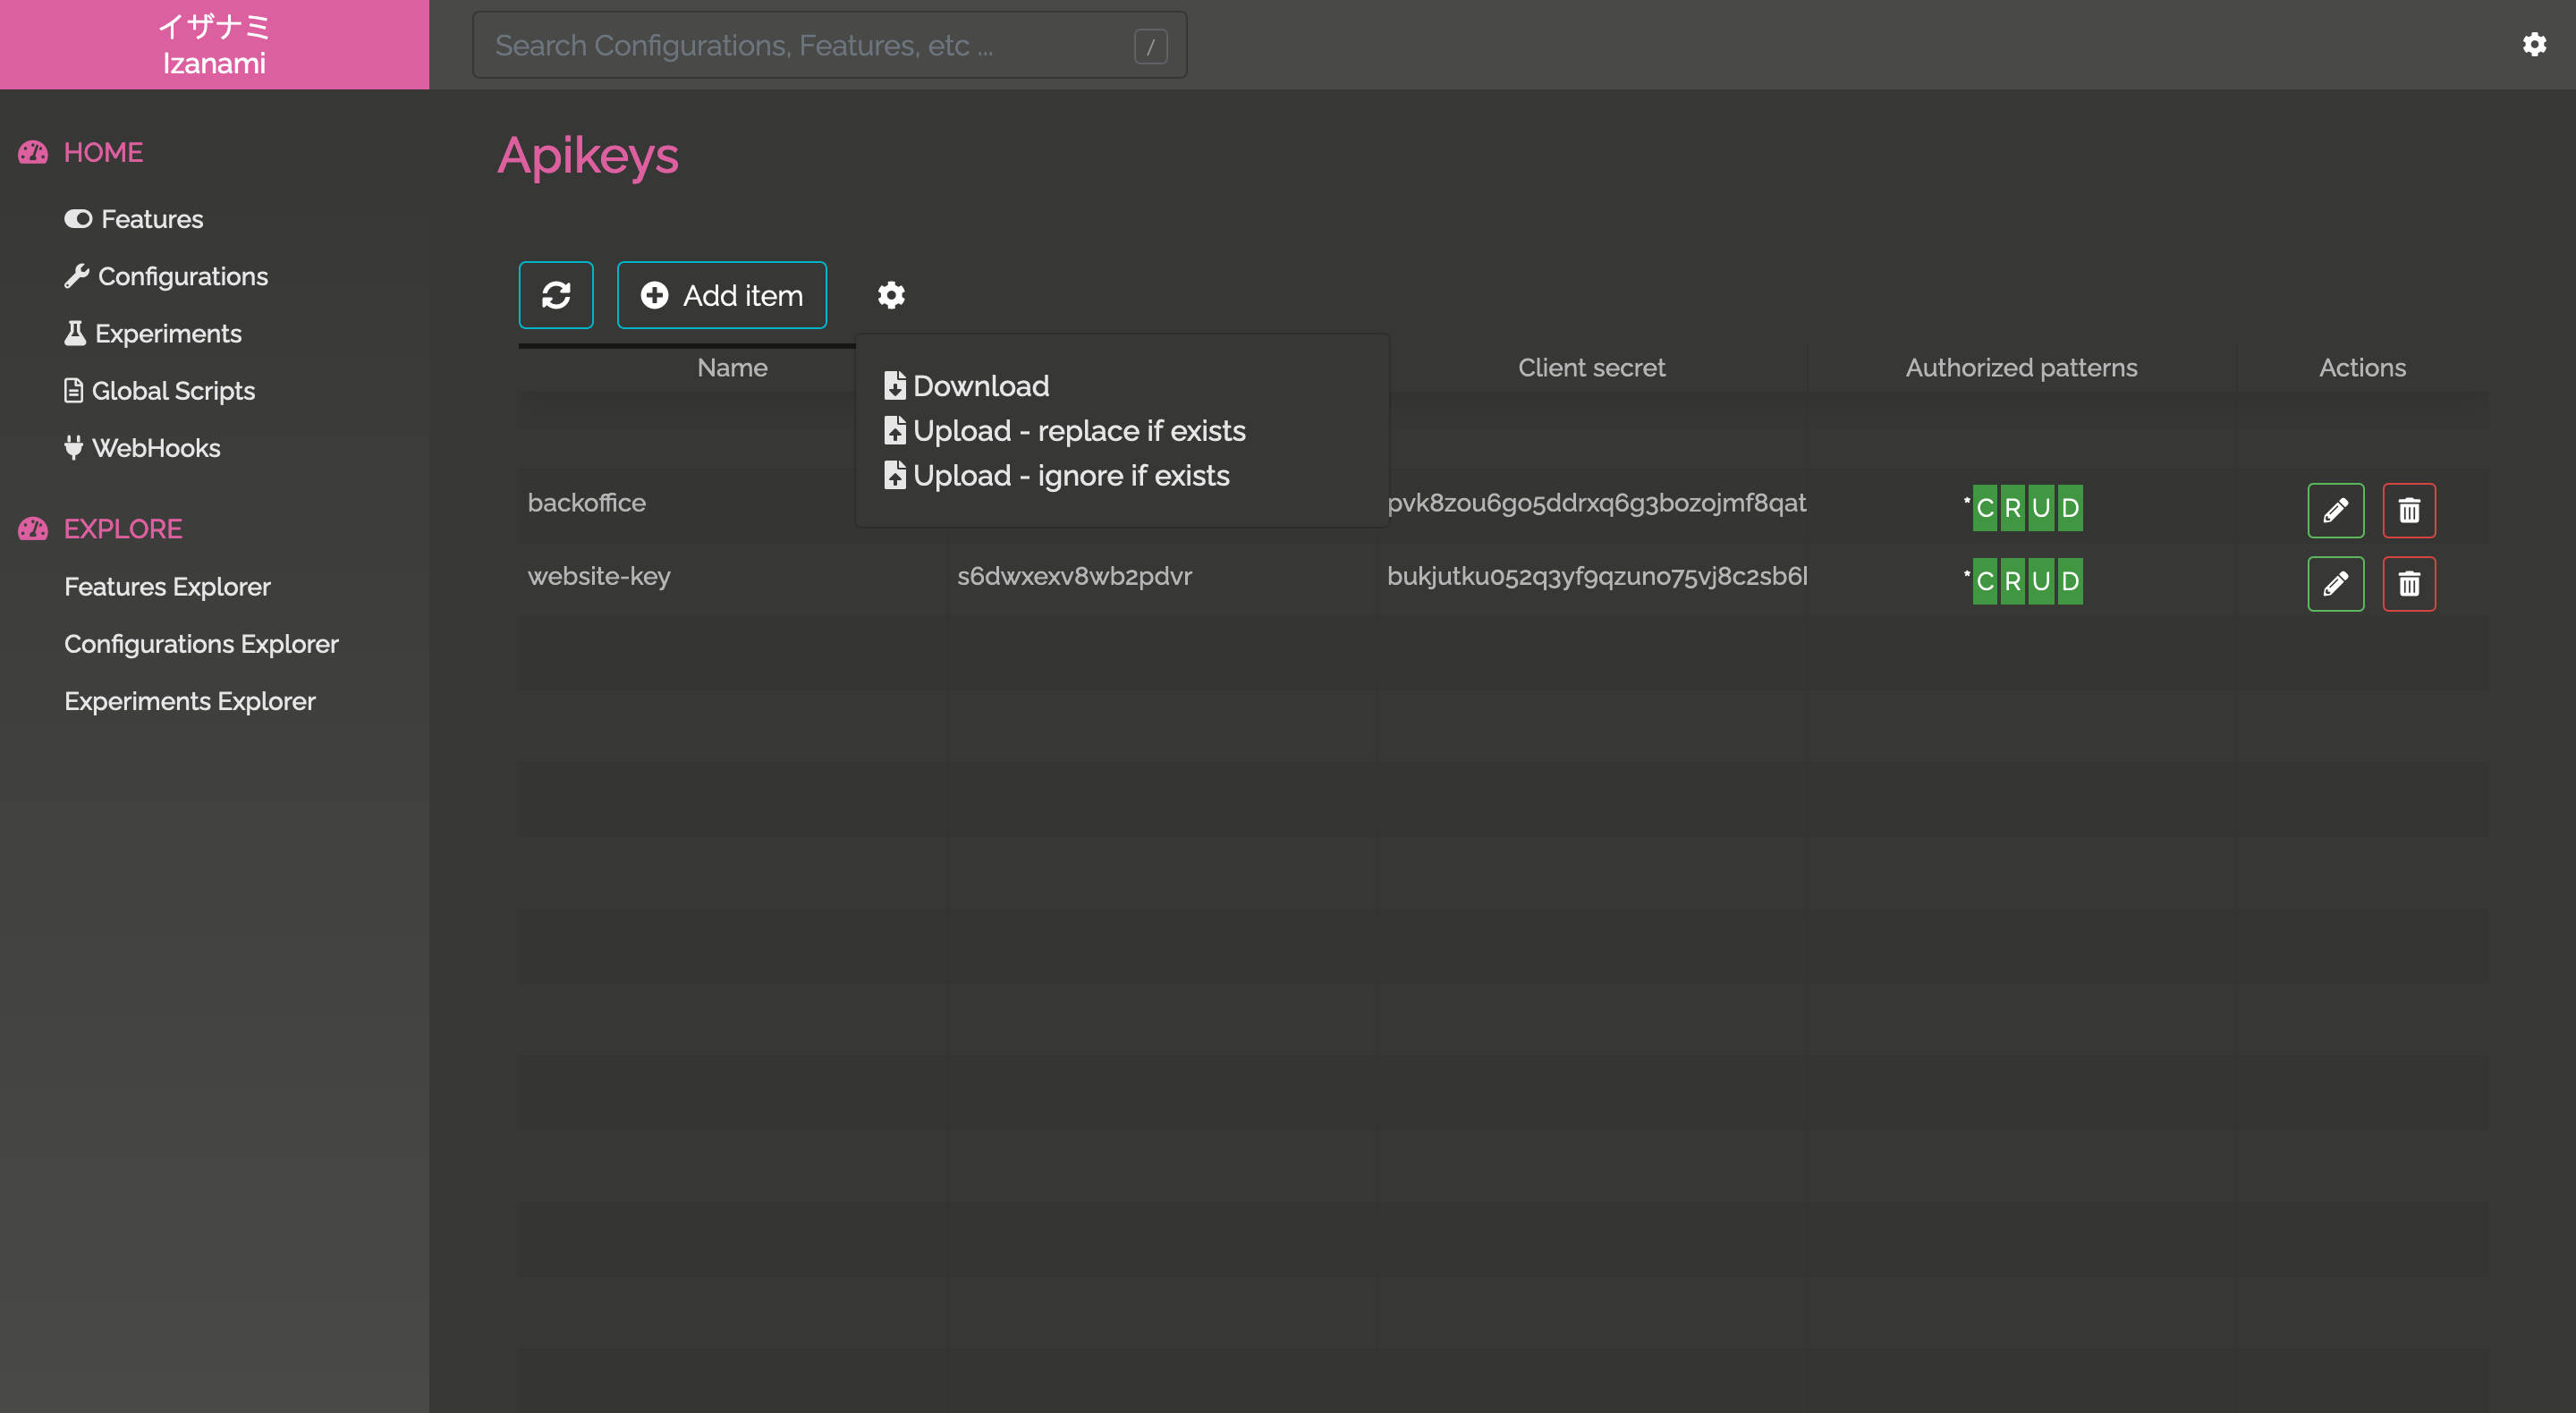 イザナミ
Izanami
Search Configurations, Features, etc ...
/
HOME
Features
Configurations
Experiments
Global Scripts
WebHooks
EXPLORE
Features Explorer
Configurations Explorer
Experiments Explorer
Apikeys
Add item
Download
Upload - replace if exists
Upload - ignore if exists
Name Client secret Authorized patterns Actions
backoffice pvk8zou6go5ddrxq6g3bozojmf8qat * C R U D
website-key s6dwxexv8wb2pdvr bukjutku052q3yf9qzuno75vj8c2sb6l * C R U D